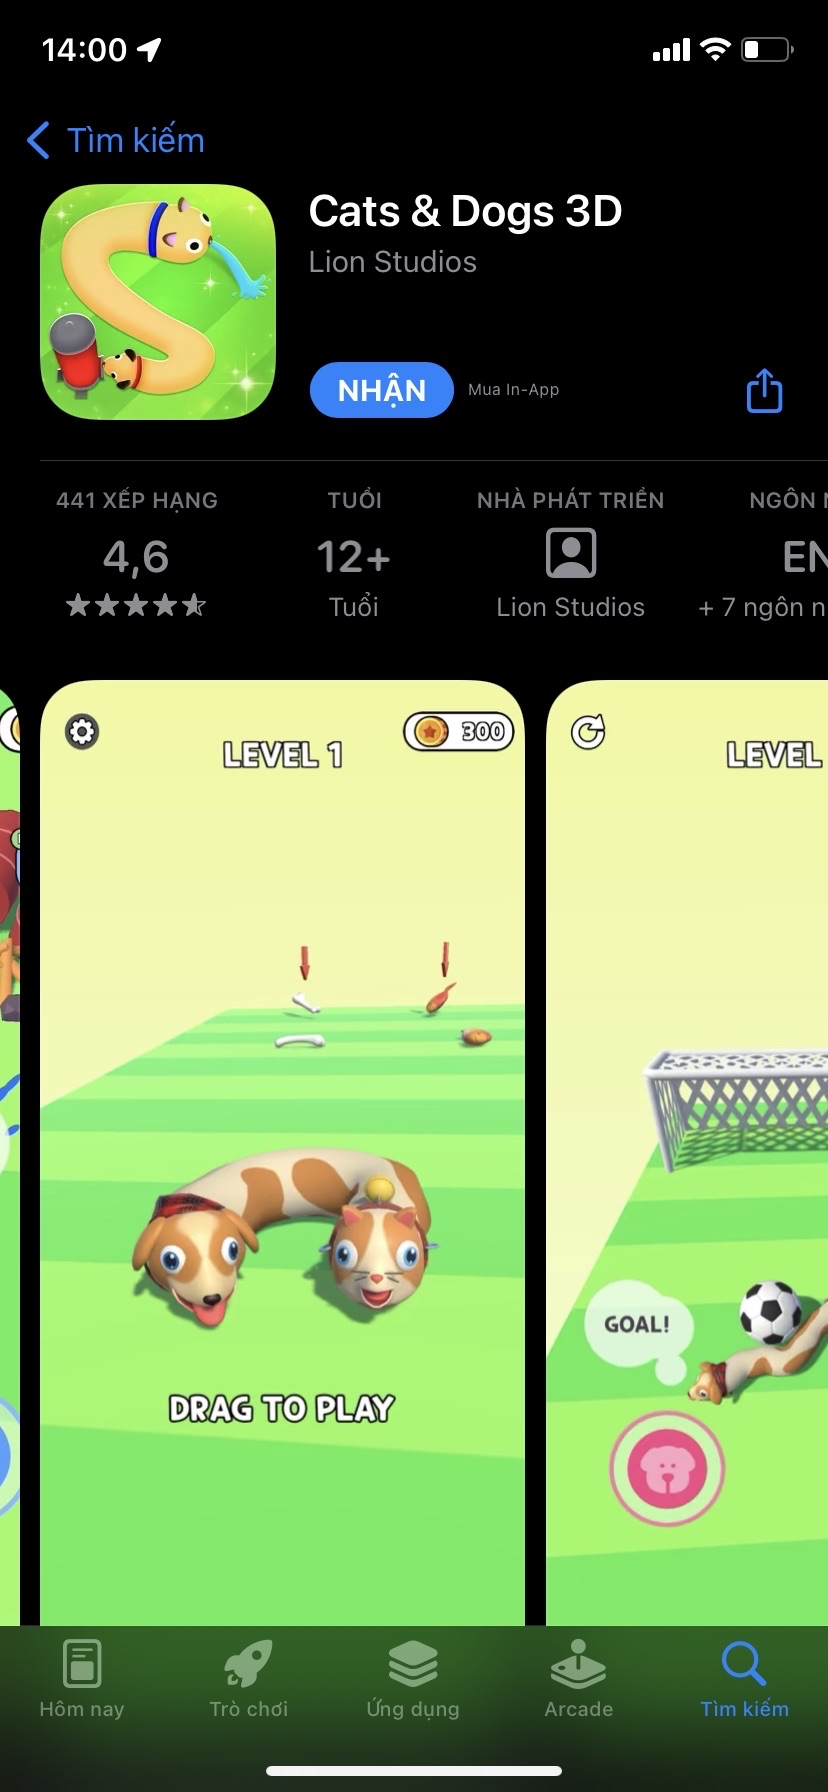 14:00
Tìm kiếm
Cats & Dogs 3D
Lion Studios
NHẬN
Mua In-App
441 XẾP HẠNG
TUỔI
NHÀ PHÁT TRIỂN
NGÔN
4,6
12+
EN
Tuổi
Lion Studios
+ 7 ngôn n
300
LEVEL 1
LEVEL
GOAL!
DRAG TO PLAY
Hôm nay
Trò chơi
Ứng dụng
Arcade
Tìm kiếm